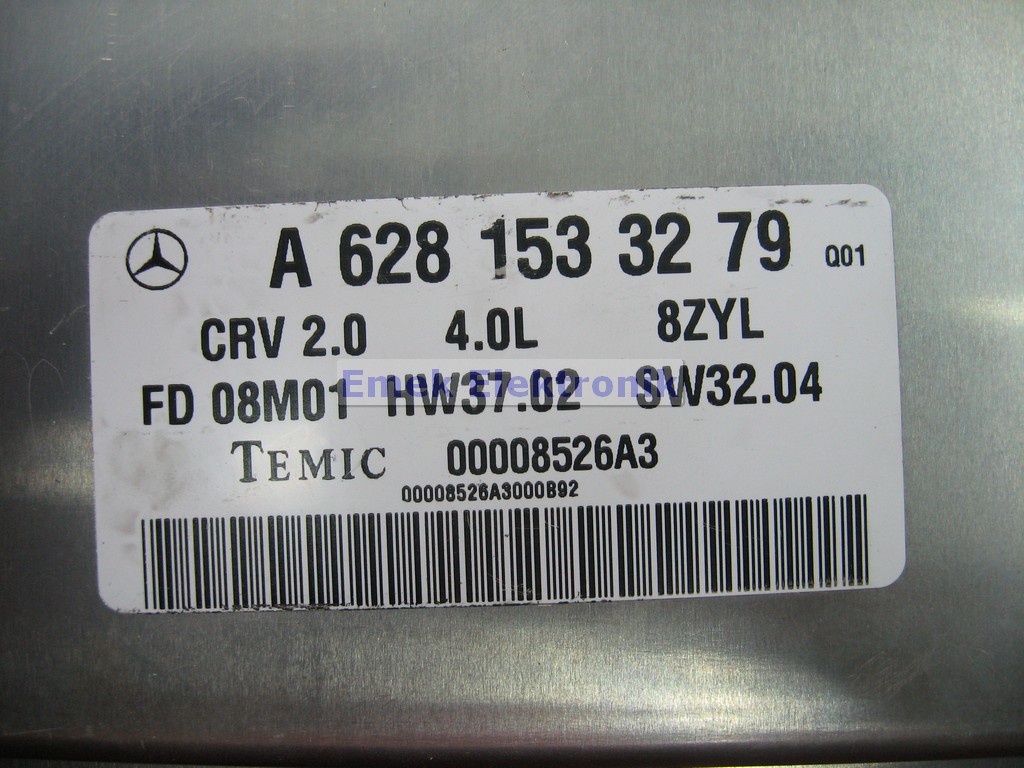 A 628 153 32 79 Q01
CRV 2.0 4.0L 8ZYL
Emek Elektronik
FD 08M01 HW37.02 SW32.04
TEMIC 00008526A3
00008526A3000B92